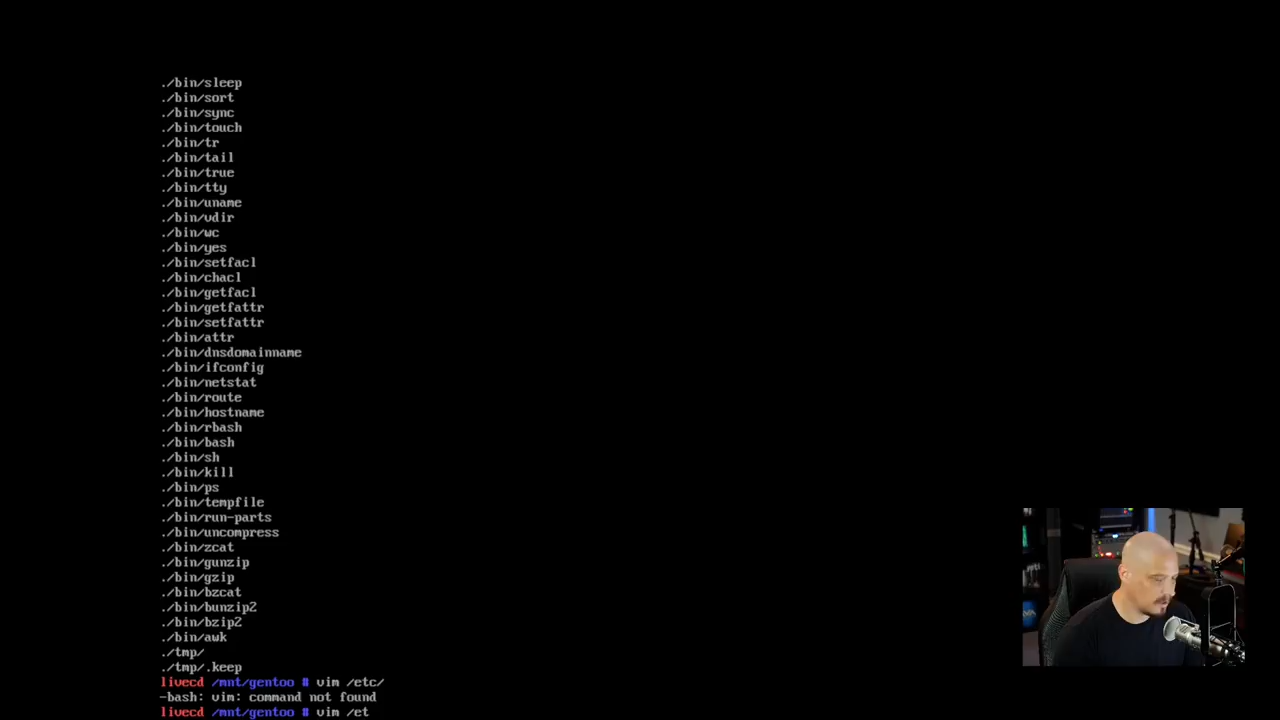 ./bin/sleep
./bin/sort
./bin/sync
./bin/touch
./bin/tr
./bin/tail
./bin/true
./bin/tty
./bin/uname
./bin/vdir
./bin/wc
./bin/yes
./bin/setfacl
./bin/chacl
./bin/getfacl
./bin/getfattr
./bin/setfattr
./bin/attr
./bin/dnsdomainname
./bin/ifconfig
./bin/netstat
./bin/route
./bin/hostname
./bin/rbash
./bin/bash
./bin/sh
./bin/kill
./bin/ps
./bin/tempfile
./bin/run-parts
./bin/uncompress
./bin/zcat
./bin/gunzip
./bin/gzip
./bin/bzcat
./bin/bunzip2
./bin/bzip2
./bin/awk
./tmp/
./tmp/.keep
livecd /mnt/gentoo # vim /etc/
-bash: vim: command not found
livecd /mnt/gentoo # vim /et